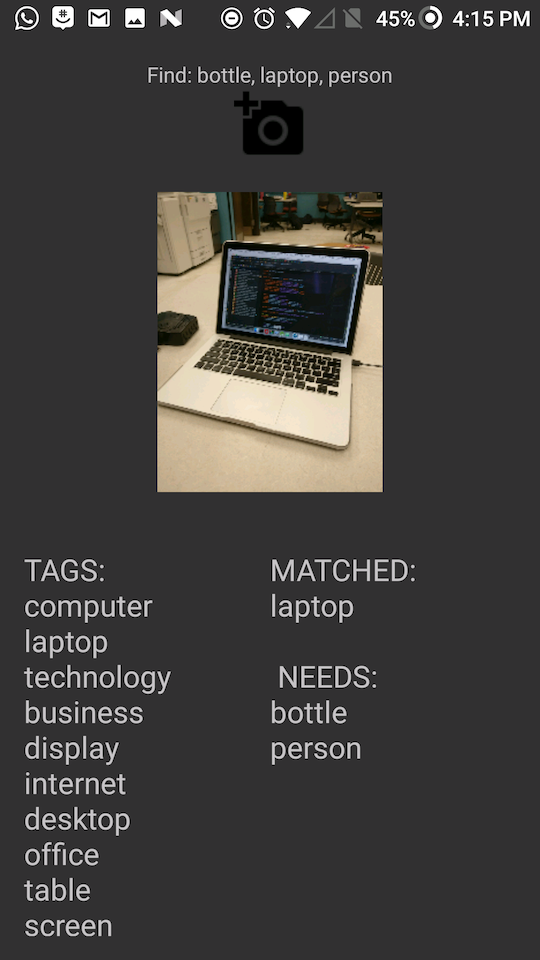 45% 4:15 PM
Find: bottle, laptop, person
TAGS:
computer
laptop
technology
business
display
internet
desktop
office
table
screen
MATCHED:
laptop
NEEDS:
bottle
person